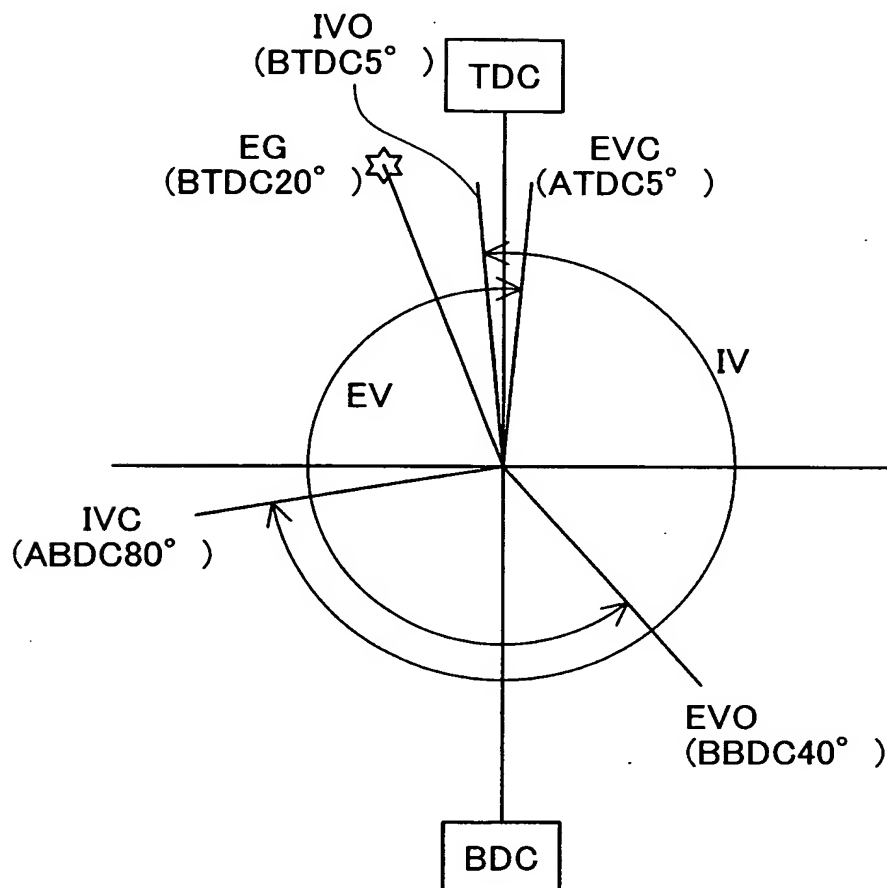 IVO
(BTDC5° )
TDC
EG
(BTDC20° )
EVC
(ATDC5° )
IV
EV
IVC
(ABDC80° )
EVO
(BBDC40° )
BDC